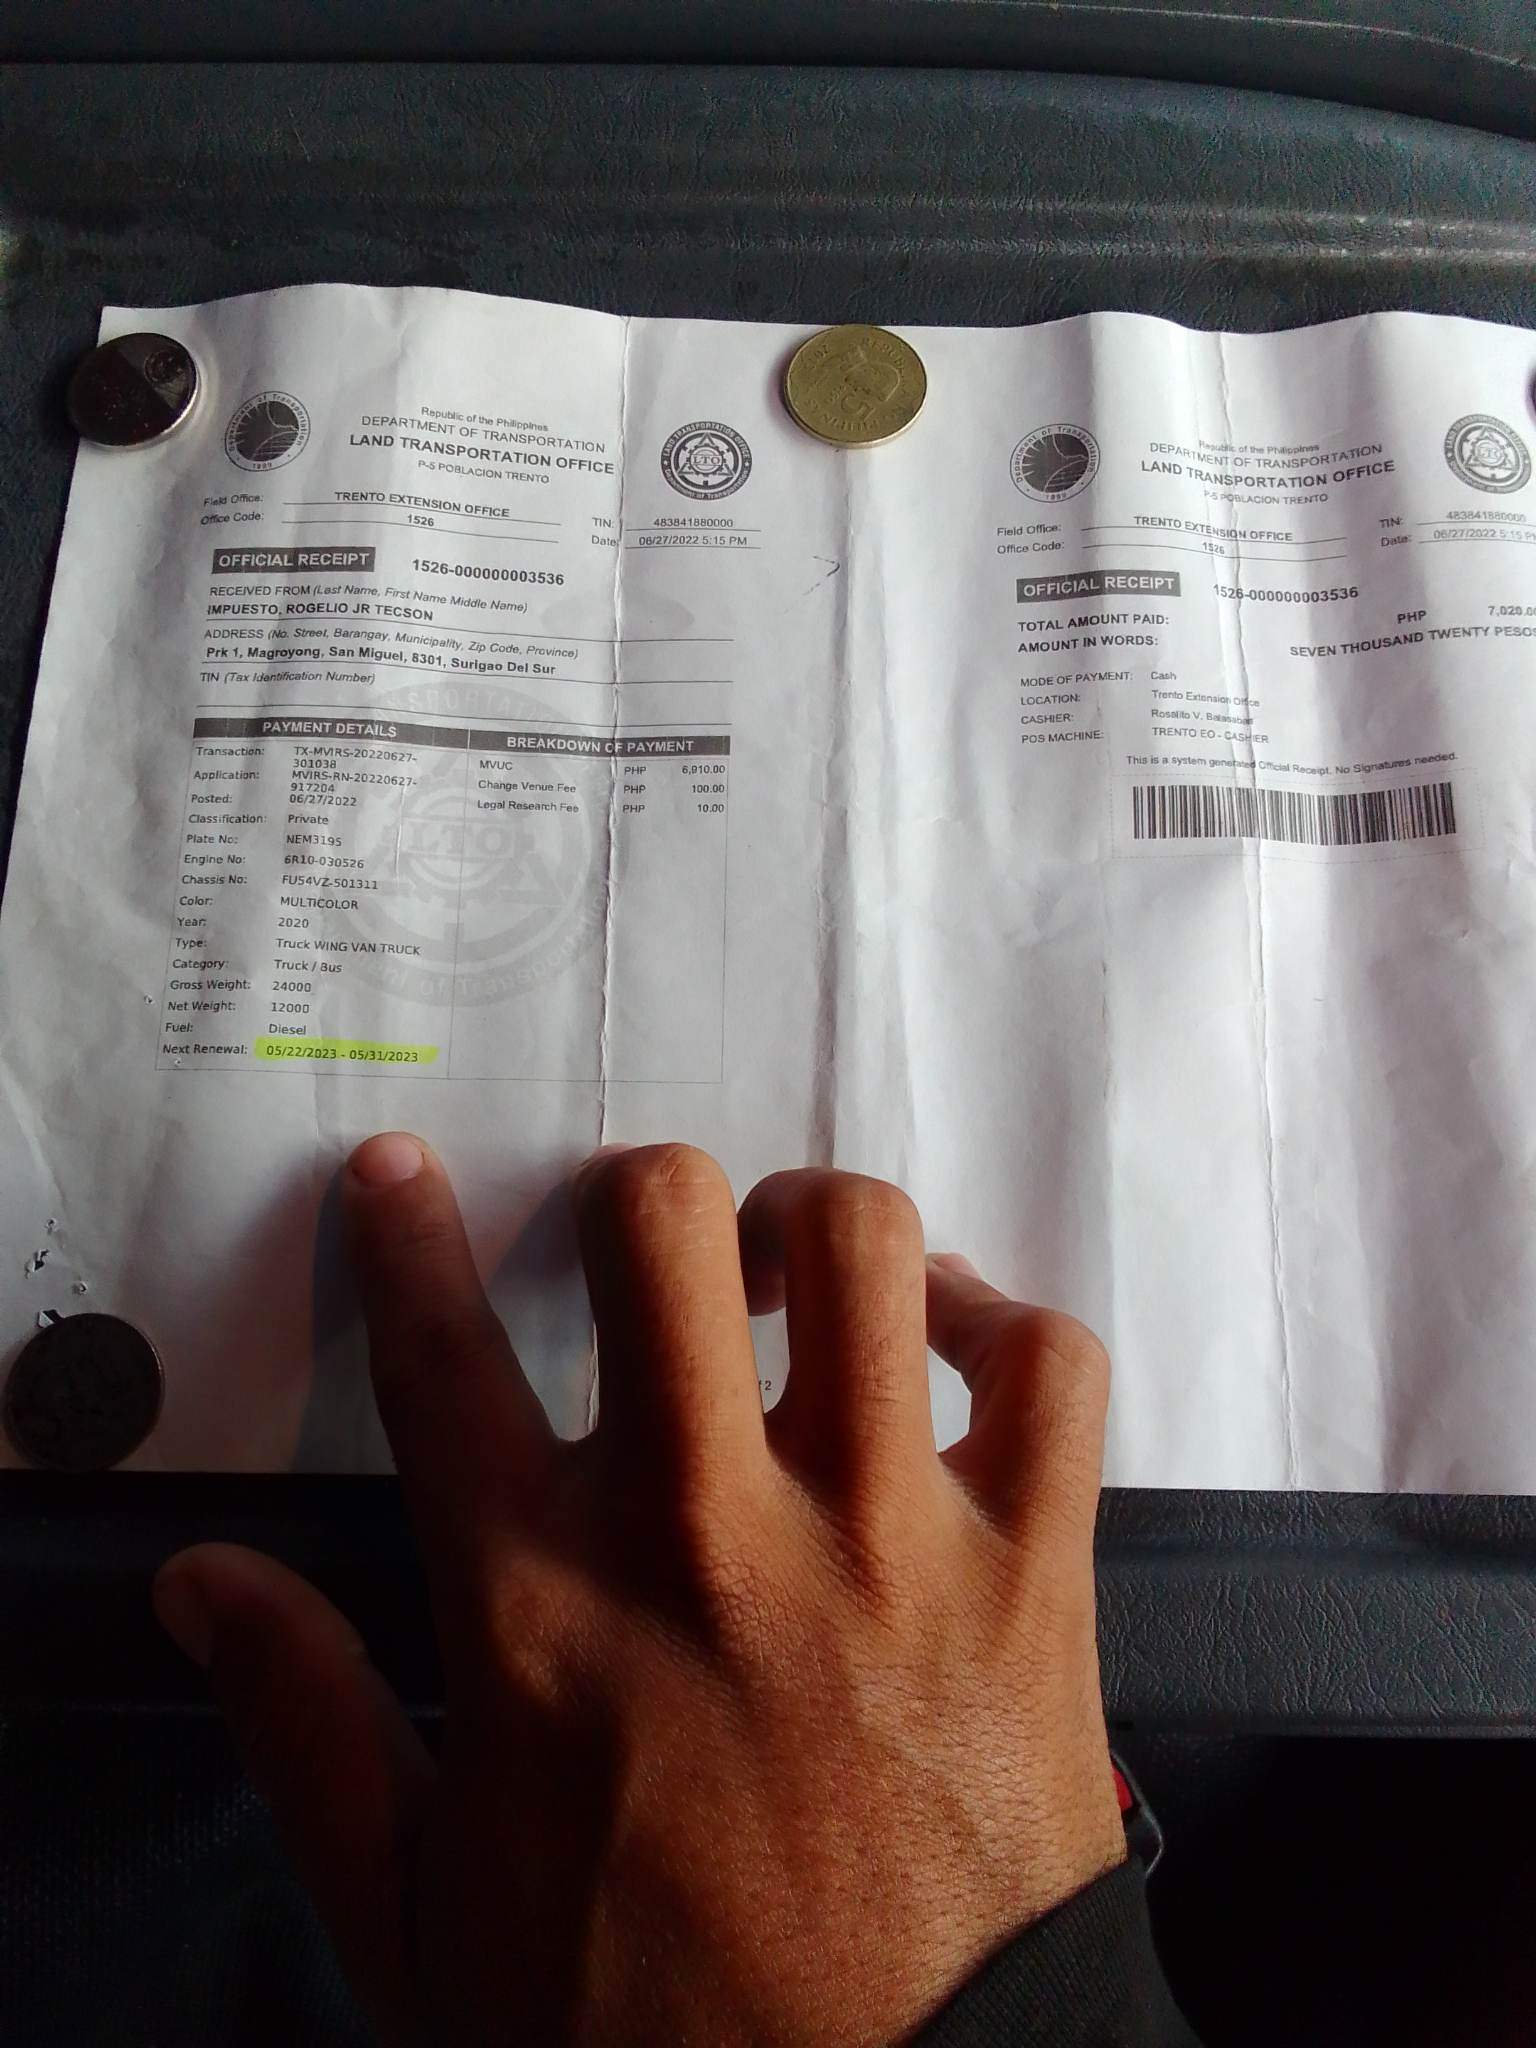 Republic of the Philippines
DEPARTMENT OF TRANSPORTATION
LAND TRANSPORTATION OFFICE
P-5 POBLACION TRENTO
Field Office: TRENTO EXTENSION OFFICE
Office Code: 1526
TIN: 483841880000
Date: 06/27/2022 5:15 PM
OFFICIAL RECEIPT 1526-000000003536
RECEIVED FROM (Last Name, First Name Middle Name)
IMPUESTO, ROGELIO JR TECSON
ADDRESS (No. Street, Barangay, Municipality, Zip Code, Province)
Prk 1, Magroyong, San Miguel, 8301, Surigao Del Sur
TIN (Tax Identification Number)
PAYMENT DETAILS
Transaction: TX-MVIRS-20220627-
301038
Application: MVIRS-RN-20220627-
917204
Posted: 06/27/2022
Classification: Private
Plate No: NEM3195
Engine No: 6R10-030526
Chassis No: FU54VZ-501311
Color: MULTICOLOR
Year: 2020
Type: Truck WING VAN TRUCK
Category: Truck / Bus
Gross Weight: 24000
Net Weight: 12000
Fuel: Diesel
Next Renewal: 05/22/2023 - 05/31/2023
BREAKDOWN OF PAYMENT
MVUC PHP 6,910.00
Change Venue Fee PHP 100.00
Legal Research Fee PHP 10.00
LTO
2
Republic of the Philippines
DEPARTMENT OF TRANSPORTATION
LAND TRANSPORTATION OFFICE
P-5 POBLACION TRENTO
Field Office: TRENTO EXTENSION OFFICE
Office Code: 1526
TIN: 483841880000
Date: 06/27/2022 5:15 PM
OFFICIAL RECEIPT 1526-000000003536
TOTAL AMOUNT PAID: PHP 7,020.00
AMOUNT IN WORDS: SEVEN THOUSAND TWENTY PESOS
MODE OF PAYMENT: Cash
LOCATION: Trento Extension Office
CASHIER: Rosalito V.
POS MACHINE: TRENTO EO - CASHIER
This is a system generated Official Receipt. No Signatures needed.